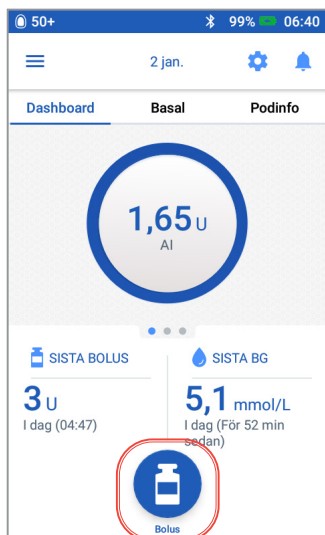 50+ 99% 06:40
2 jan.
Dashboard Basal Podinfo
1,65 U
AI
SISTA BOLUS
3 U
I dag (04:47)
SISTA BG
5,1 mmol/L
I dag (För 52 min
sedan)
Bolus